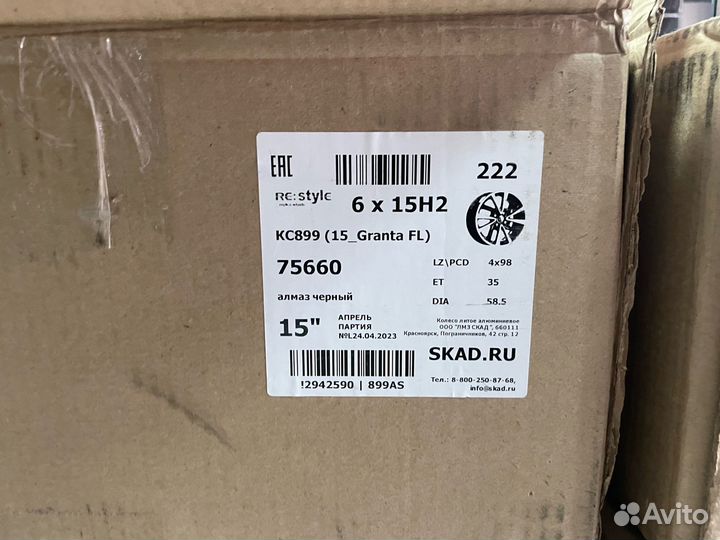 EAC
222
RE:style
6 x 15H2
KC899 (15_Granta FL)
75660
LZ\PCD 4x98
ET 35
алмаз черный
DIA 58.5
15"
АПРЕЛЬ
ПАРТИЯ
№L24.04.2023
Колесо литое алюминиевое
ООО "ЛМЗ СКАД", 660111
Красноярск, Пограничников, 42 стр. 12
SKAD.RU
!2942590 | 899AS
Тел.: 8-800-250-87-68,
info@skad.ru
Avito